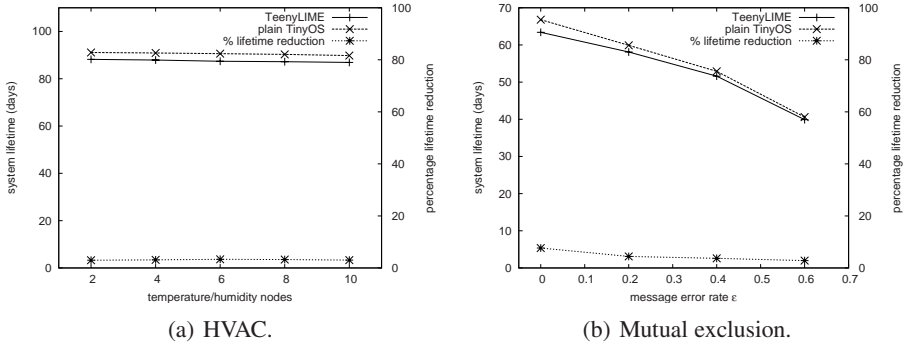 TeenyLIME
plain TinyOS
% lifetime reduction
system lifetime (days)
100
80
60
40
20
0
percentage lifetime reduction
100
80
60
40
20
0
2 4 6 8 10
temperature/humidity nodes
(a) HVAC.
TeenyLIME
plain TinyOS
% lifetime reduction
system lifetime (days)
70
60
50
40
30
20
10
0
percentage lifetime reduction
100
80
60
40
20
0
0 0.1 0.2 0.3 0.4 0.5 0.6 0.7
message error rate ε
(b) Mutual exclusion.